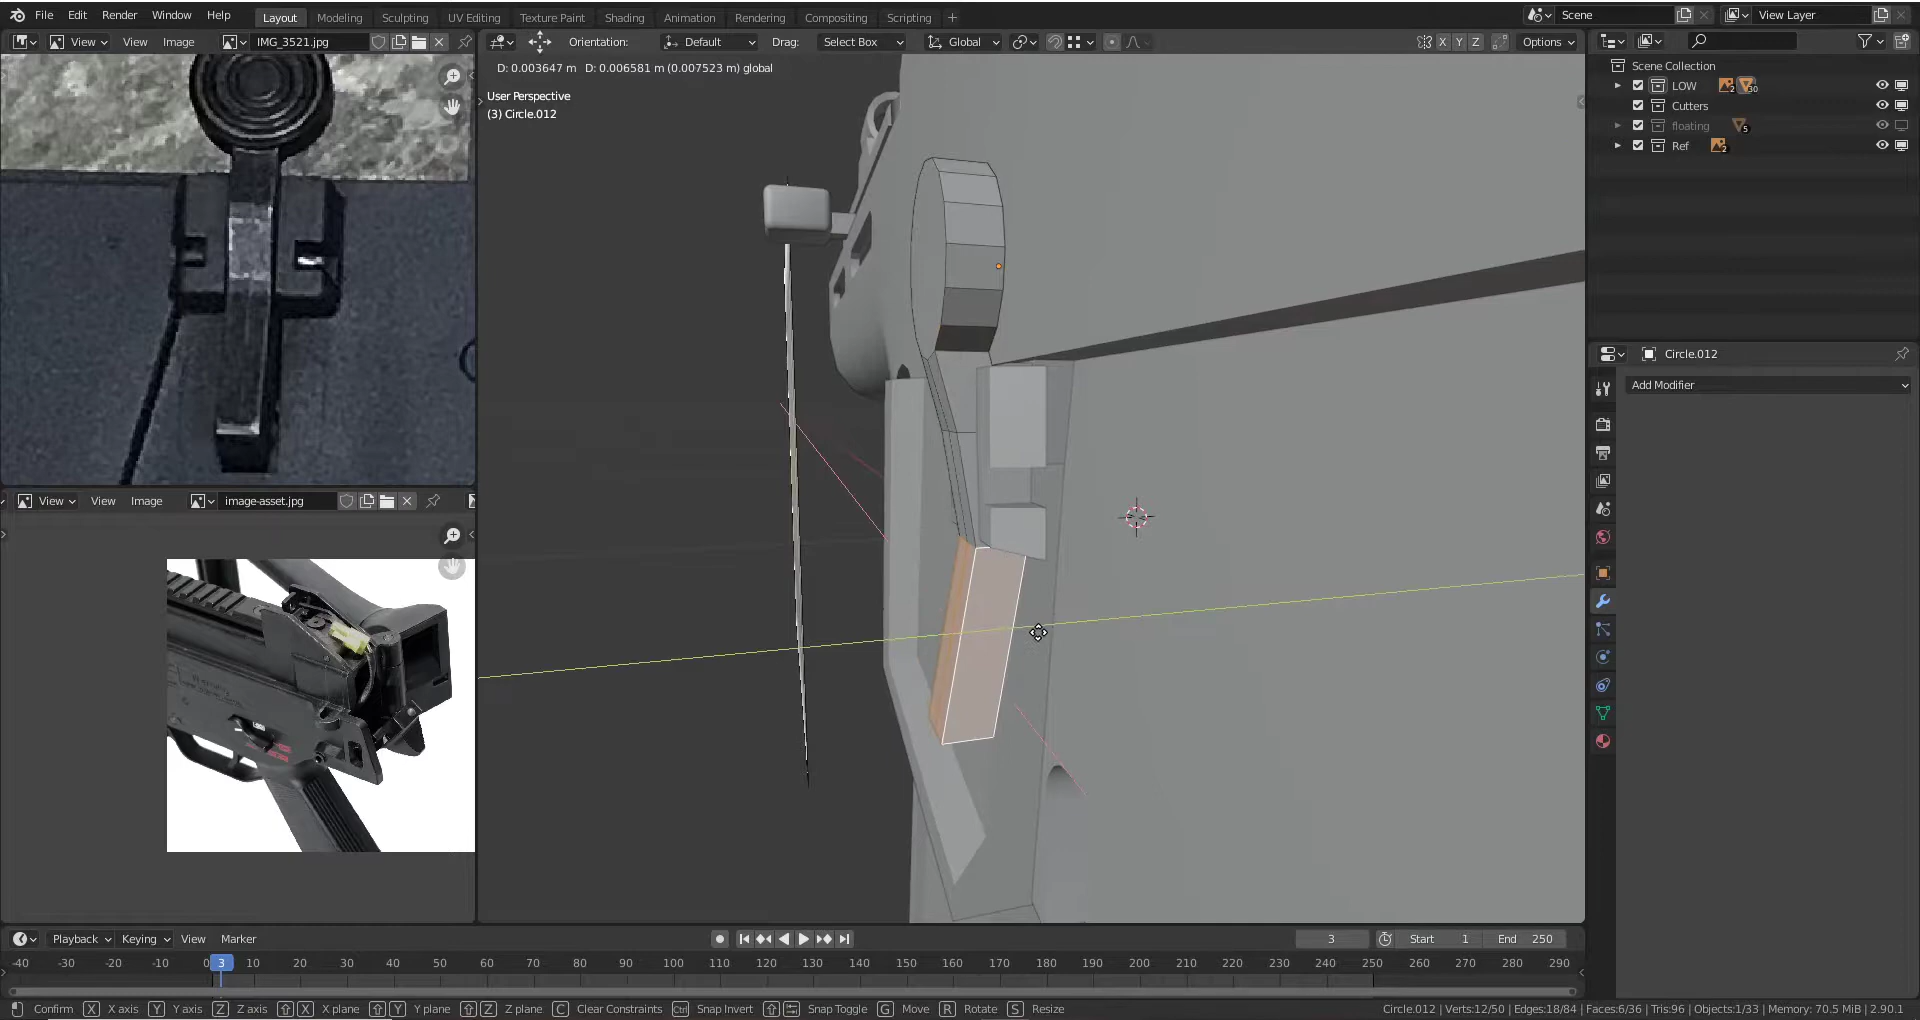 File Edit Render Window Help Layout Modeling Sculpting UV Editing Texture Paint Shading Animation Rendering Compositing Scripting + Scene View Layer
View View Image IMG_3521.jpg Orientation: Default Drag: Select Box Global X Y Z Options
D: 0.003647 m D: 0.006581 m (0.007523 m) global
User Perspective
(3) Circle.012
Scene Collection
LOW 2 30
Cutters
floating 5
Ref 2
Circle.012
Add Modifier
View View Image image-asset.jpg
Playback Keying View Marker 3 Start 1 End 250
-40 -30 -20 -10 0 3 10 20 30 40 50 60 70 80 90 100 110 120 130 140 150 160 170 180 190 200 210 220 230 240 250 260 270 280 290
Confirm X X axis Y Y axis Z Z axis X X plane Y Y plane Z Z plane C Clear Constraints Ctrl Snap Invert Snap Toggle G Move R Rotate S Resize Circle.012 | Verts:12/50 | Edges:18/84 | Faces:6/36 | Tris:96 | Objects:1/33 | Memory: 70.5 MiB | 2.90.1